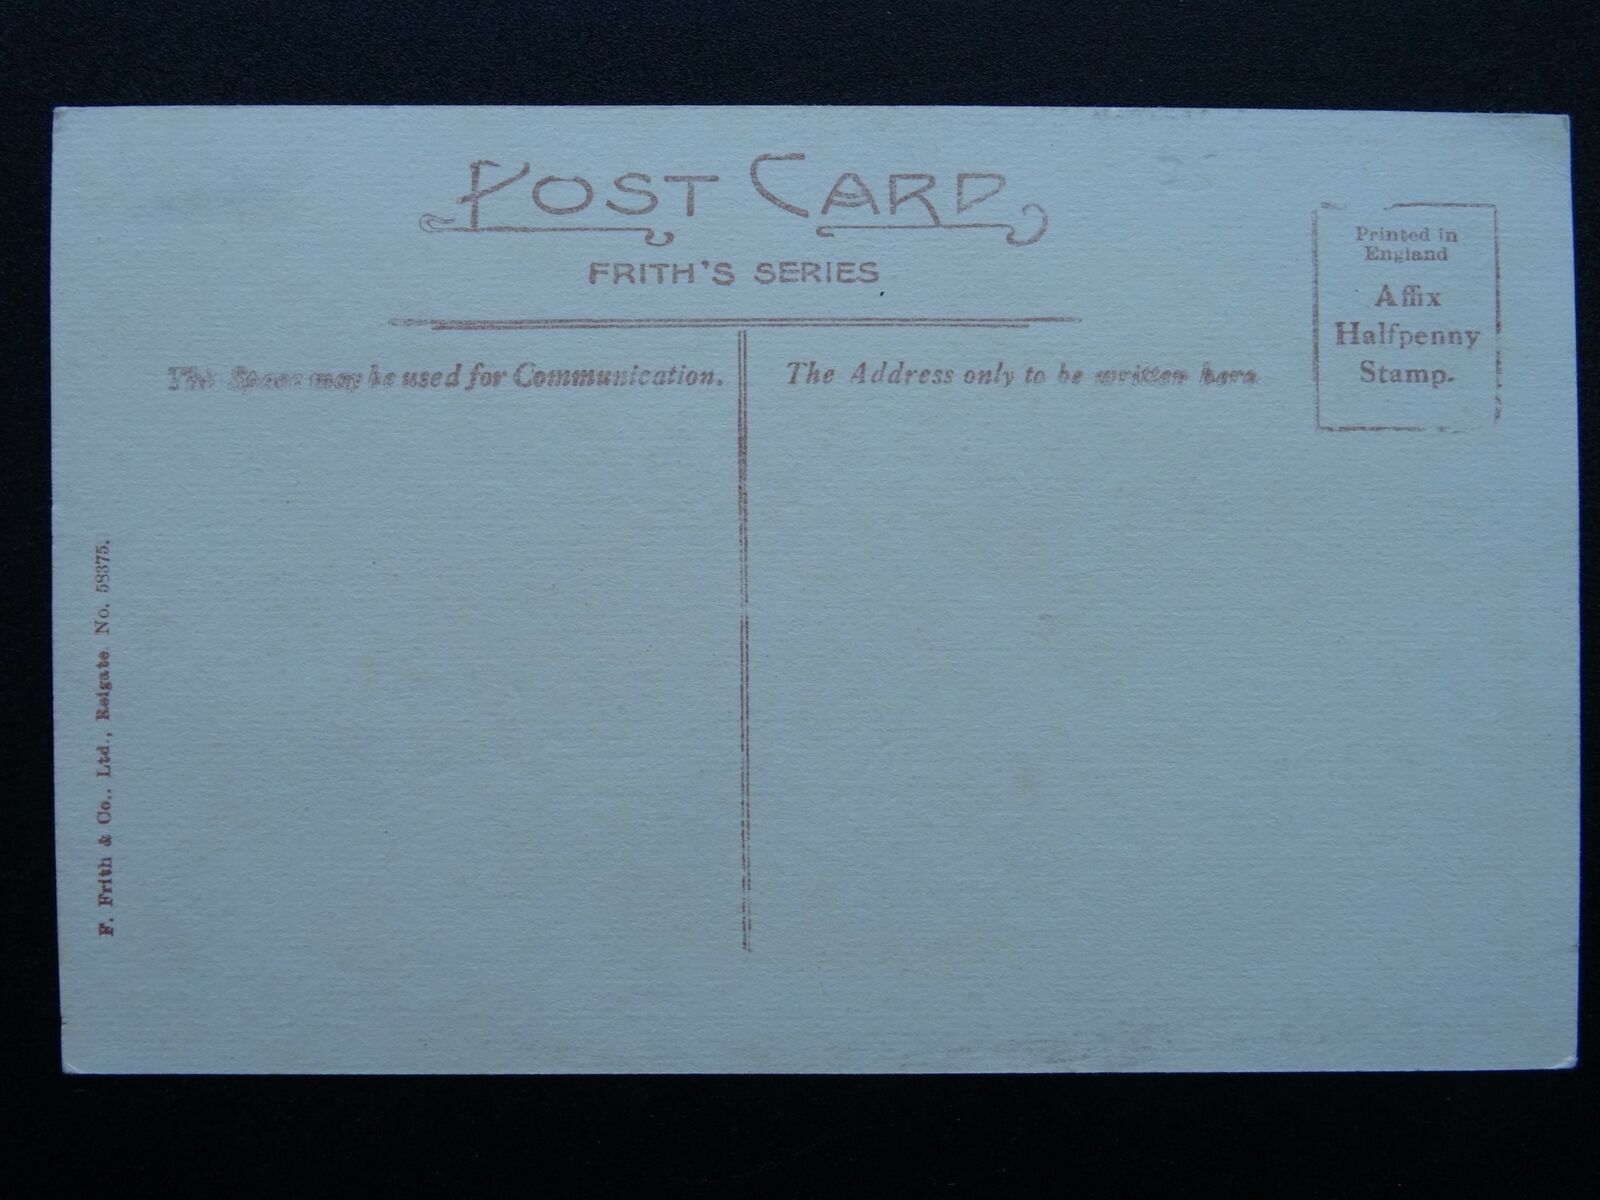 POST CARD
FRITH'S SERIES
Printed in
England
Affix
Halfpenny
Stamp.
This Space may be used for Communication.
The Address only to be written here
F. Frith & Co., Ltd., Reigate No. 58375.